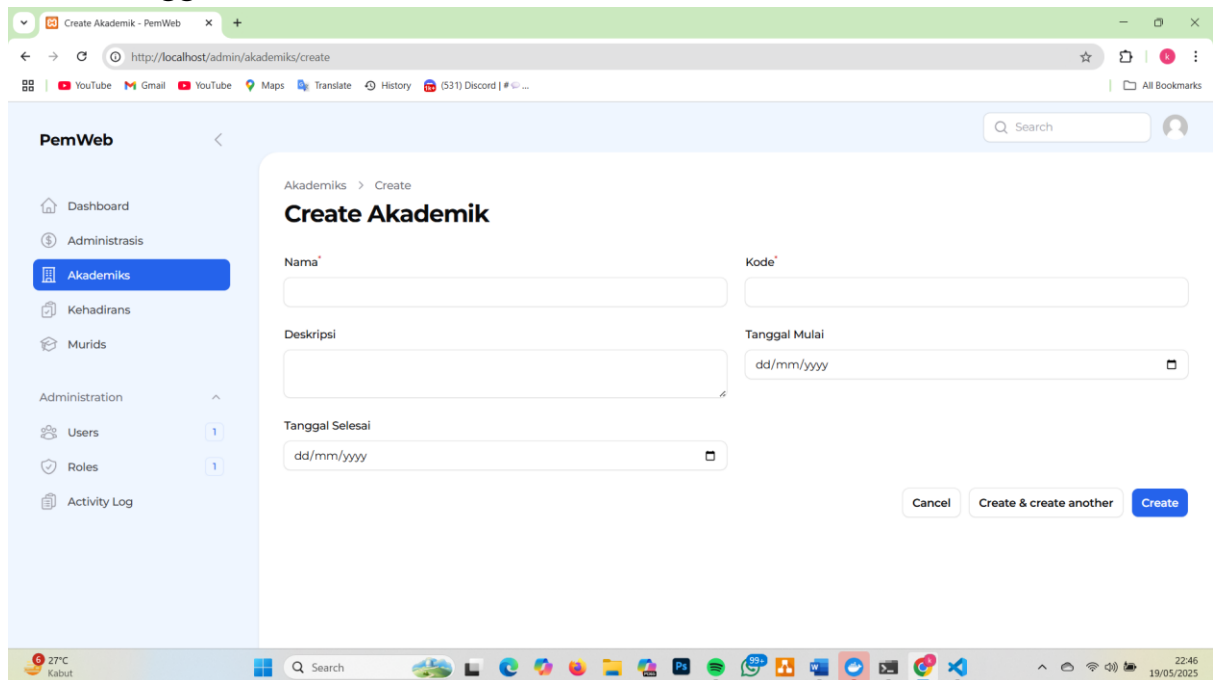 Create Akademik - PemWeb
http://localhost/admin/akademiks/create
k
YouTube
Gmail
YouTube
Maps
Translate
History
(531) Discord | #
All Bookmarks
PemWeb
Search
Dashboard
Administrasis
Akademiks
Kehadirans
Murids
Administration
Users 1
Roles 1
Activity Log
Akademiks > Create
Create Akademik
Nama*
Kode*
Deskripsi
Tanggal Mulai
dd/mm/yyyy
Tanggal Selesai
dd/mm/yyyy
Cancel
Create & create another
Create
6
27°C
Kabut
Search
Ps
99+
22:46
19/05/2025